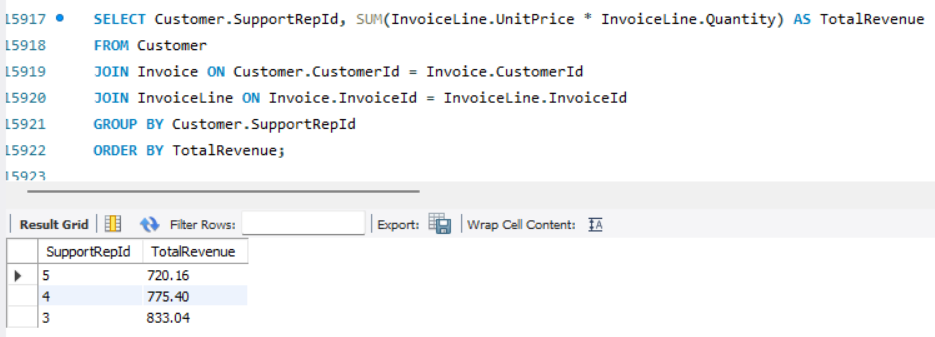 15917 SELECT Customer.SupportRepId, SUM(InvoiceLine.UnitPrice * InvoiceLine.Quantity) AS TotalRevenue
15918 FROM Customer
15919 JOIN Invoice ON Customer.CustomerId = Invoice.CustomerId
15920 JOIN InvoiceLine ON Invoice.InvoiceId = InvoiceLine.InvoiceId
15921 GROUP BY Customer.SupportRepId
15922 ORDER BY TotalRevenue;
15923
Result Grid Filter Rows: Export: Wrap Cell Content: IA
SupportRepId TotalRevenue
5 720.16
4 775.40
3 833.04